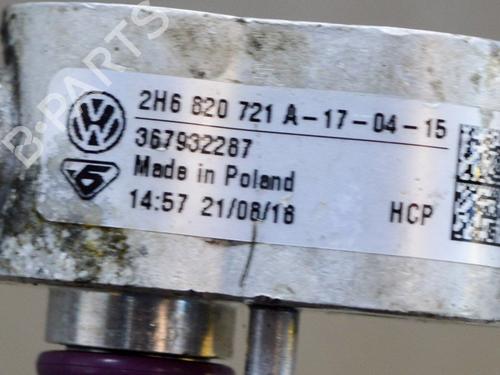 B-PARTS
2H6 820 721 A-17-04-15
367932287
Made in Poland
14:57 21/08/18 HCP